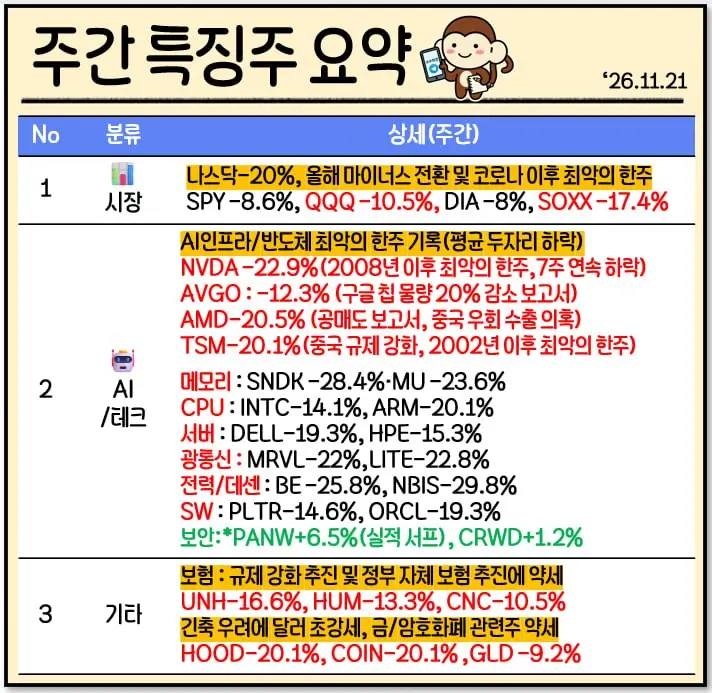 주간 특징주 요약
‘26.11.21
No 분류 상세(주간)
1 시장
나스닥-20%, 올해 마이너스 전환 및 코로나 이후 최악의 한주
SPY -8.6%, QQQ -10.5%, DIA -8%, SOXX -17.4%
2 AI
/테크
AI인프라/반도체 최악의 한주 기록(평균 두자리 하락)
NVDA -22.9%(2008년 이후 최악의 한주,7주 연속 하락)
AVGO : -12.3% (구글 칩 물량 20% 감소 보고서)
AMD-20.5% (공매도 보고서, 중국 우회 수출 의혹)
TSM-20.1%(중국 규제 강화, 2002년 이후 최악의 한주)
메모리 : SNDK -28.4%·MU -23.6%
CPU : INTC-14.1%, ARM-20.1%
서버 : DELL-19.3%, HPE-15.3%
광통신 : MRVL-22%,LITE-22.8%
전력/데센 : BE -25.8%, NBIS-29.8%
SW : PLTR-14.6%, ORCL-19.3%
보안:*PANW+6.5%(실적 서프) , CRWD+1.2%
3 기타
보험 : 규제 강화 추진 및 정부 자체 보험 추진에 약세
UNH-16.6%, HUM-13.3%, CNC-10.5%
긴축 우려에 달러 초강세, 금/암호화폐 관련주 약세
HOOD-20.1%, COIN-20.1% ,GLD -9.2%